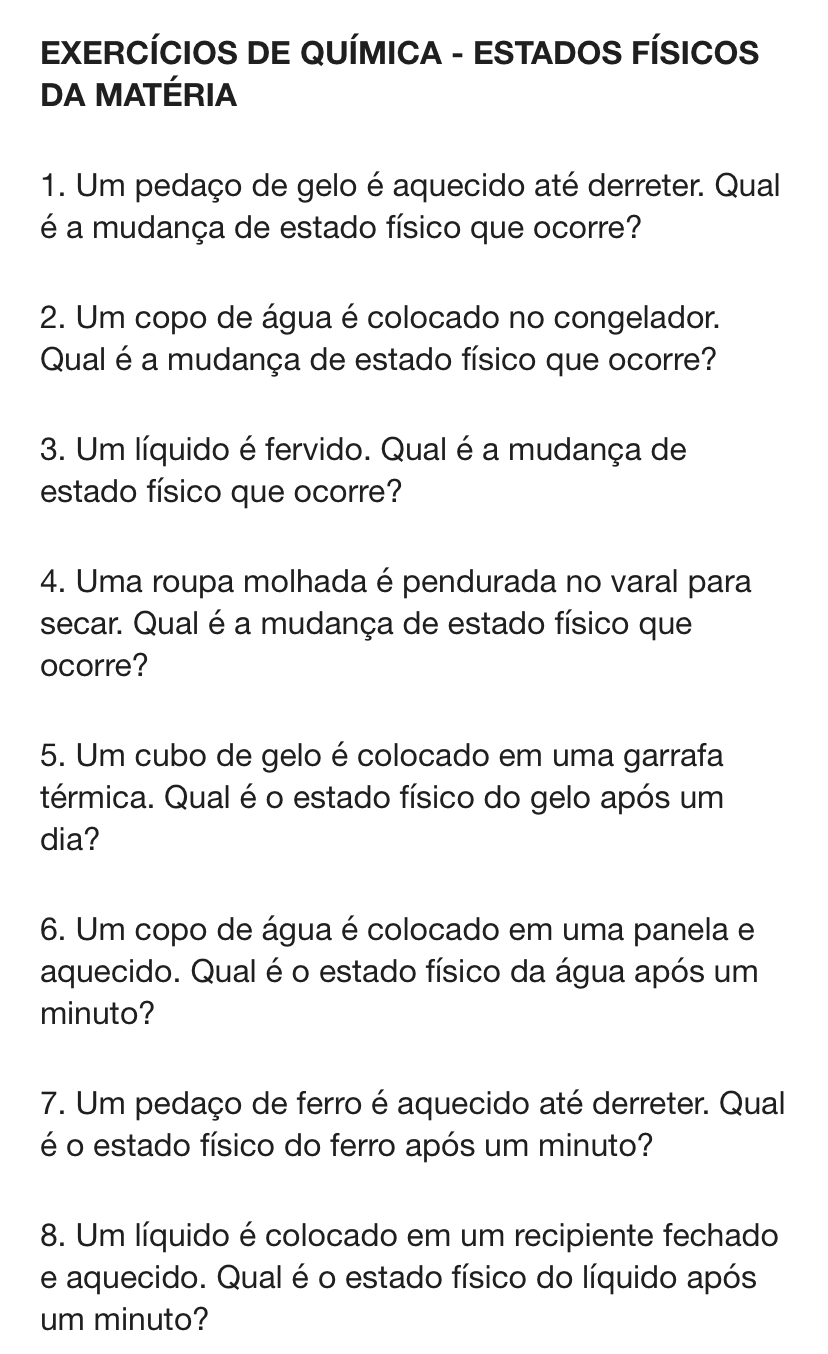 EXERCÍCIOS DE QUÍMICA - ESTADOS FÍSICOS
DA MATÉRIA
1. Um pedaço de gelo é aquecido até derreter. Qual
é a mudança de estado físico que ocorre?
2. Um copo de água é colocado no congelador.
Qual é a mudança de estado físico que ocorre?
3. Um líquido é fervido. Qual é a mudança de
estado físico que ocorre?
4. Uma roupa molhada é pendurada no varal para
secar. Qual é a mudança de estado físico que
ocorre?
5. Um cubo de gelo é colocado em uma garrafa
térmica. Qual é o estado físico do gelo após um
dia?
6. Um copo de água é colocado em uma panela e
aquecido. Qual é o estado físico da água após um
minuto?
7. Um pedaço de ferro é aquecido até derreter. Qual
é o estado físico do ferro após um minuto?
8. Um líquido é colocado em um recipiente fechado
e aquecido. Qual é o estado físico do líquido após
um minuto?